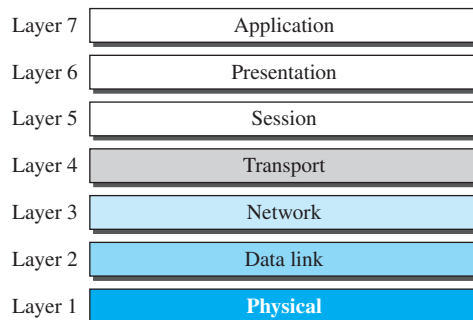 Layer 7 Application
Layer 6 Presentation
Layer 5 Session
Layer 4 Transport
Layer 3 Network
Layer 2 Data link
Layer 1 Physical